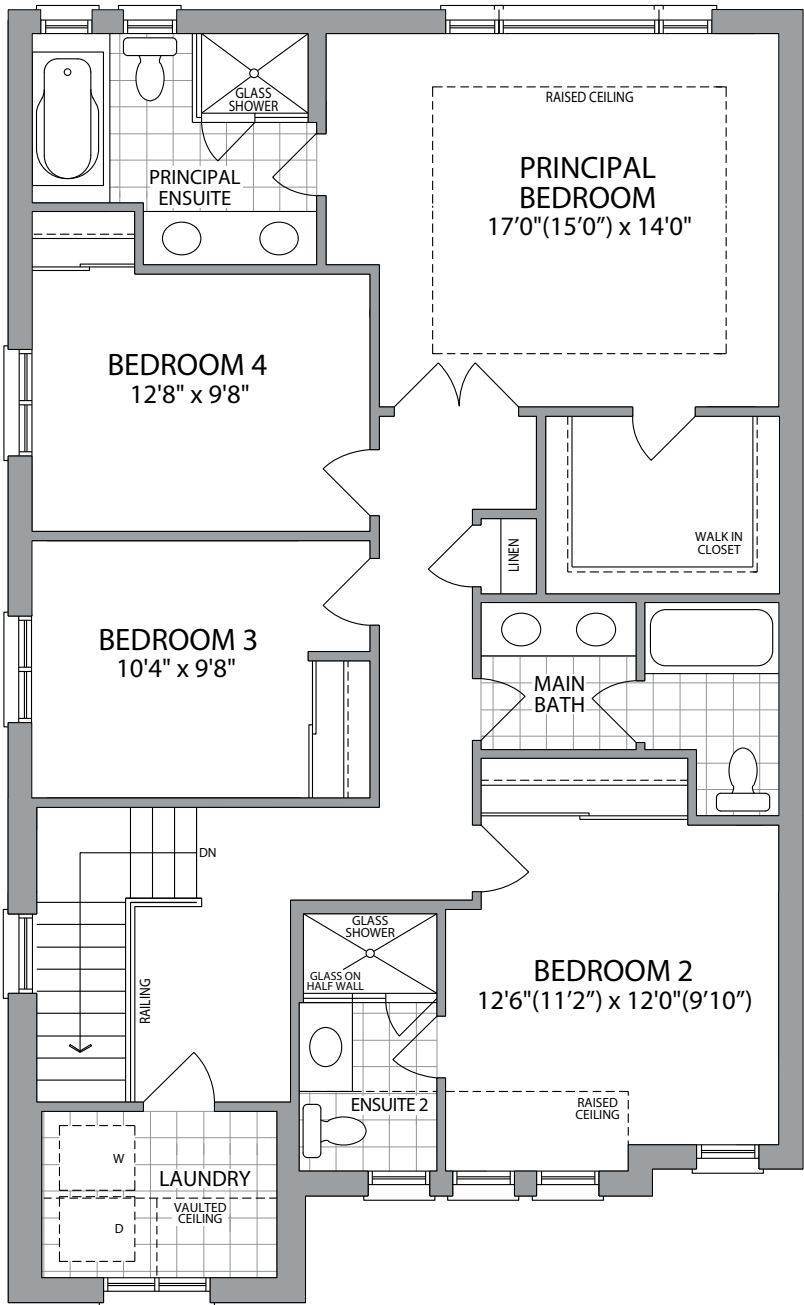 GLASS
SHOWER
PRINCIPAL
ENSUITE
RAISED CEILING
PRINCIPAL
BEDROOM
17'0"(15'0”) x 14'0"
BEDROOM 4
12'8" x 9'8"
WALK IN
CLOSET
LINEN
BEDROOM 3
10'4" x 9'8"
MAIN
BATH
DN
RAILING
GLASS
SHOWER
GLASS ON
HALF WALL
BEDROOM 2
12'6"(11’2”) x 12'0"(9’10”)
ENSUITE 2
RAISED
CEILING
W
LAUNDRY
VAULTED
CEILING
D